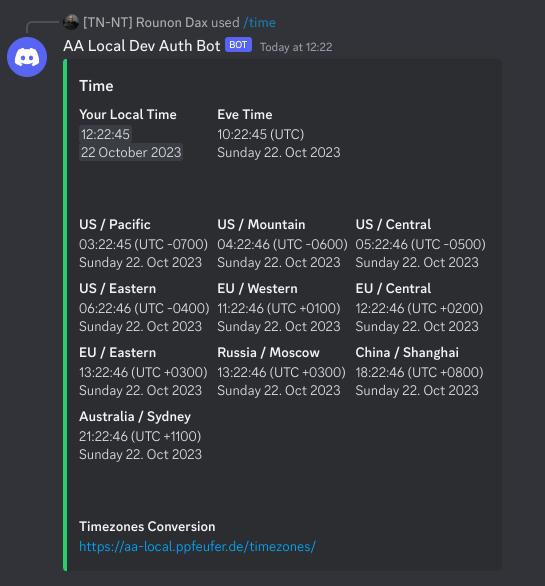 [TN-NT] Rounon Dax used /time
AA Local Dev Auth Bot BOT Today at 12:22
Time
Your Local Time
12:22:45
22 October 2023
Eve Time
10:22:45 (UTC)
Sunday 22. Oct 2023
US / Pacific
03:22:45 (UTC -0700)
Sunday 22. Oct 2023
US / Mountain
04:22:46 (UTC -0600)
Sunday 22. Oct 2023
US / Central
05:22:46 (UTC -0500)
Sunday 22. Oct 2023
US / Eastern
06:22:46 (UTC -0400)
Sunday 22. Oct 2023
EU / Western
11:22:46 (UTC +0100)
Sunday 22. Oct 2023
EU / Central
12:22:46 (UTC +0200)
Sunday 22. Oct 2023
EU / Eastern
13:22:46 (UTC +0300)
Sunday 22. Oct 2023
Russia / Moscow
13:22:46 (UTC +0300)
Sunday 22. Oct 2023
China / Shanghai
18:22:46 (UTC +0800)
Sunday 22. Oct 2023
Australia / Sydney
21:22:46 (UTC +1100)
Sunday 22. Oct 2023
Timezones Conversion
https://aa-local.ppfeufer.de/timezones/